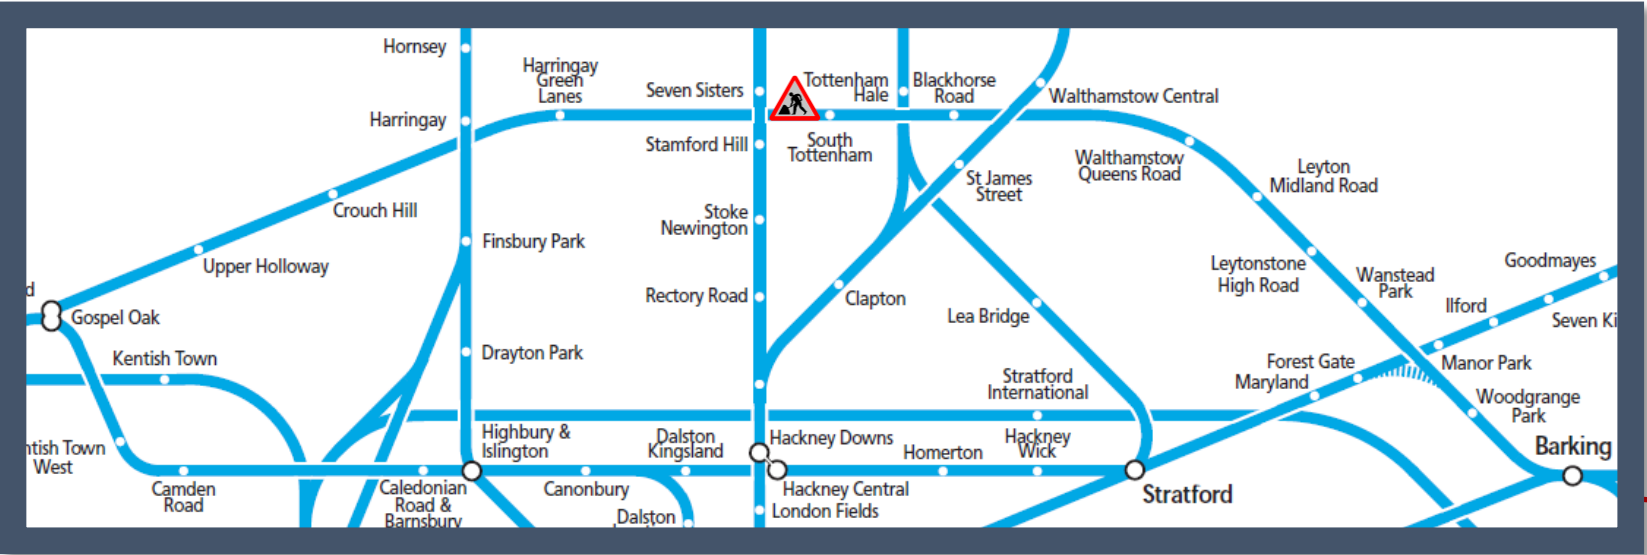 Hornsey
Harringay
Green
Lanes
Seven Sisters
Tottenham
Hale
Blackhorse
Road
Walthamstow Central
Harringay
Stamford Hill
South
Tottenham
Walthamstow
Queens Road
St James
Street
Leyton
Midland Road
Crouch Hill
Stoke
Newington
Finsbury Park
Upper Holloway
Leytonstone
High Road
Wanstead
Park
Goodmayes
d
Gospel Oak
Rectory Road
Clapton
Lea Bridge
Ilford
Seven Ki
Kentish Town
Drayton Park
Stratford
International
Forest Gate
Maryland
Manor Park
Woodgrange
Park
ntish Town
West
Highbury &
Islington
Dalston
Kingsland
Hackney Downs
Homerton
Hackney
Wick
Barking
Camden
Road
Caledonian
Road &
Barnsbury
Canonbury
Hackney Central
London Fields
Stratford
Dalston